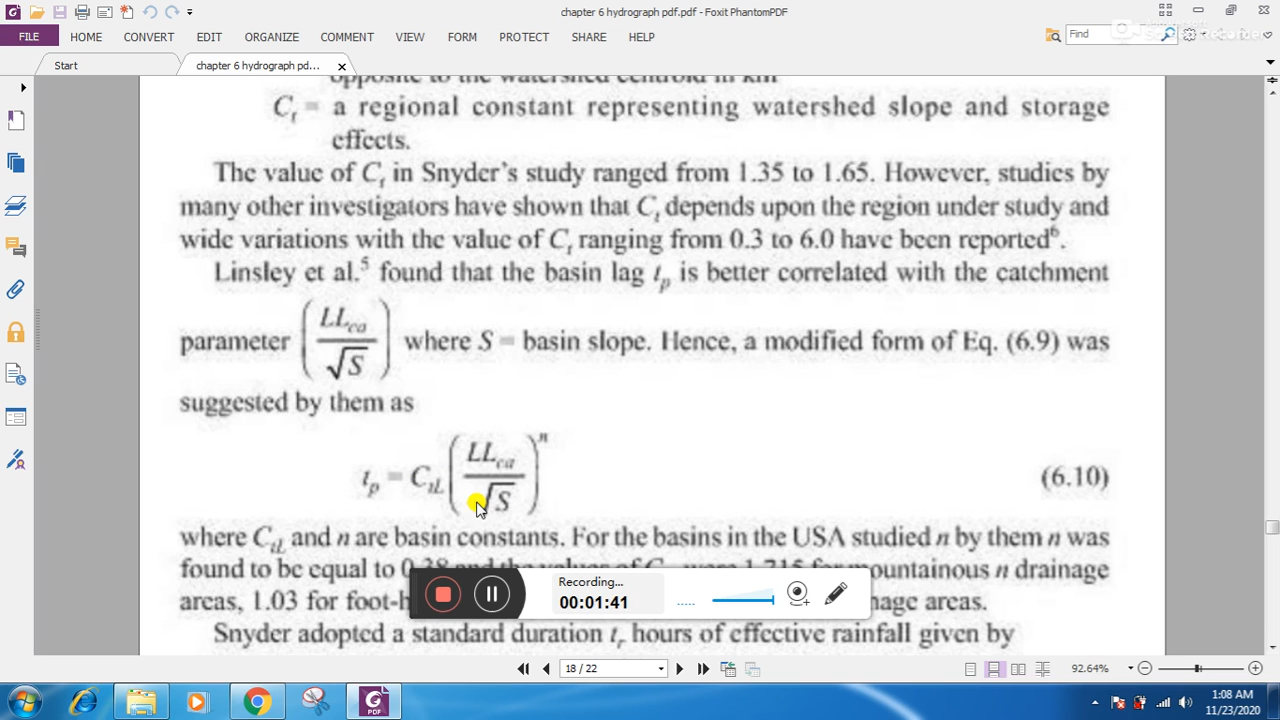 chapter 6 hydrograph pdf.pdf - Foxit PhantomPDF
FILE HOME CONVERT EDIT ORGANIZE COMMENT VIEW FORM PROTECT SHARE HELP Find
Start chapter 6 hydrograph pd...
opposite to the watershed centroid in km
C_t = a regional constant representing watershed slope and storage
effects.
The value of C_t in Snyder's study ranged from 1.35 to 1.65. However, studies by
many other investigators have shown that C_t depends upon the region under study and
wide variations with the value of C_t ranging from 0.3 to 6.0 have been reported⁶.
Linsley et al.⁵ found that the basin lag t_p is better correlated with the catchment
parameter (LL_ca / √S) where S = basin slope. Hence, a modified form of Eq. (6.9) was
suggested by them as
t_p = C_tL (LL_ca / √S)^n (6.10)
where C_tL and n are basin constants. For the basins in the USA studied n by them n was
found to be equal to 0.38 and the values of C 1.715 for mountainous n drainage
areas, 1.03 for foot-h age areas.
Snyder adopted a standard duration t_r hours of effective rainfall given by
Recording...
00:01:41
18 / 22 92.64%
1:08 AM
11/23/2020
PDF